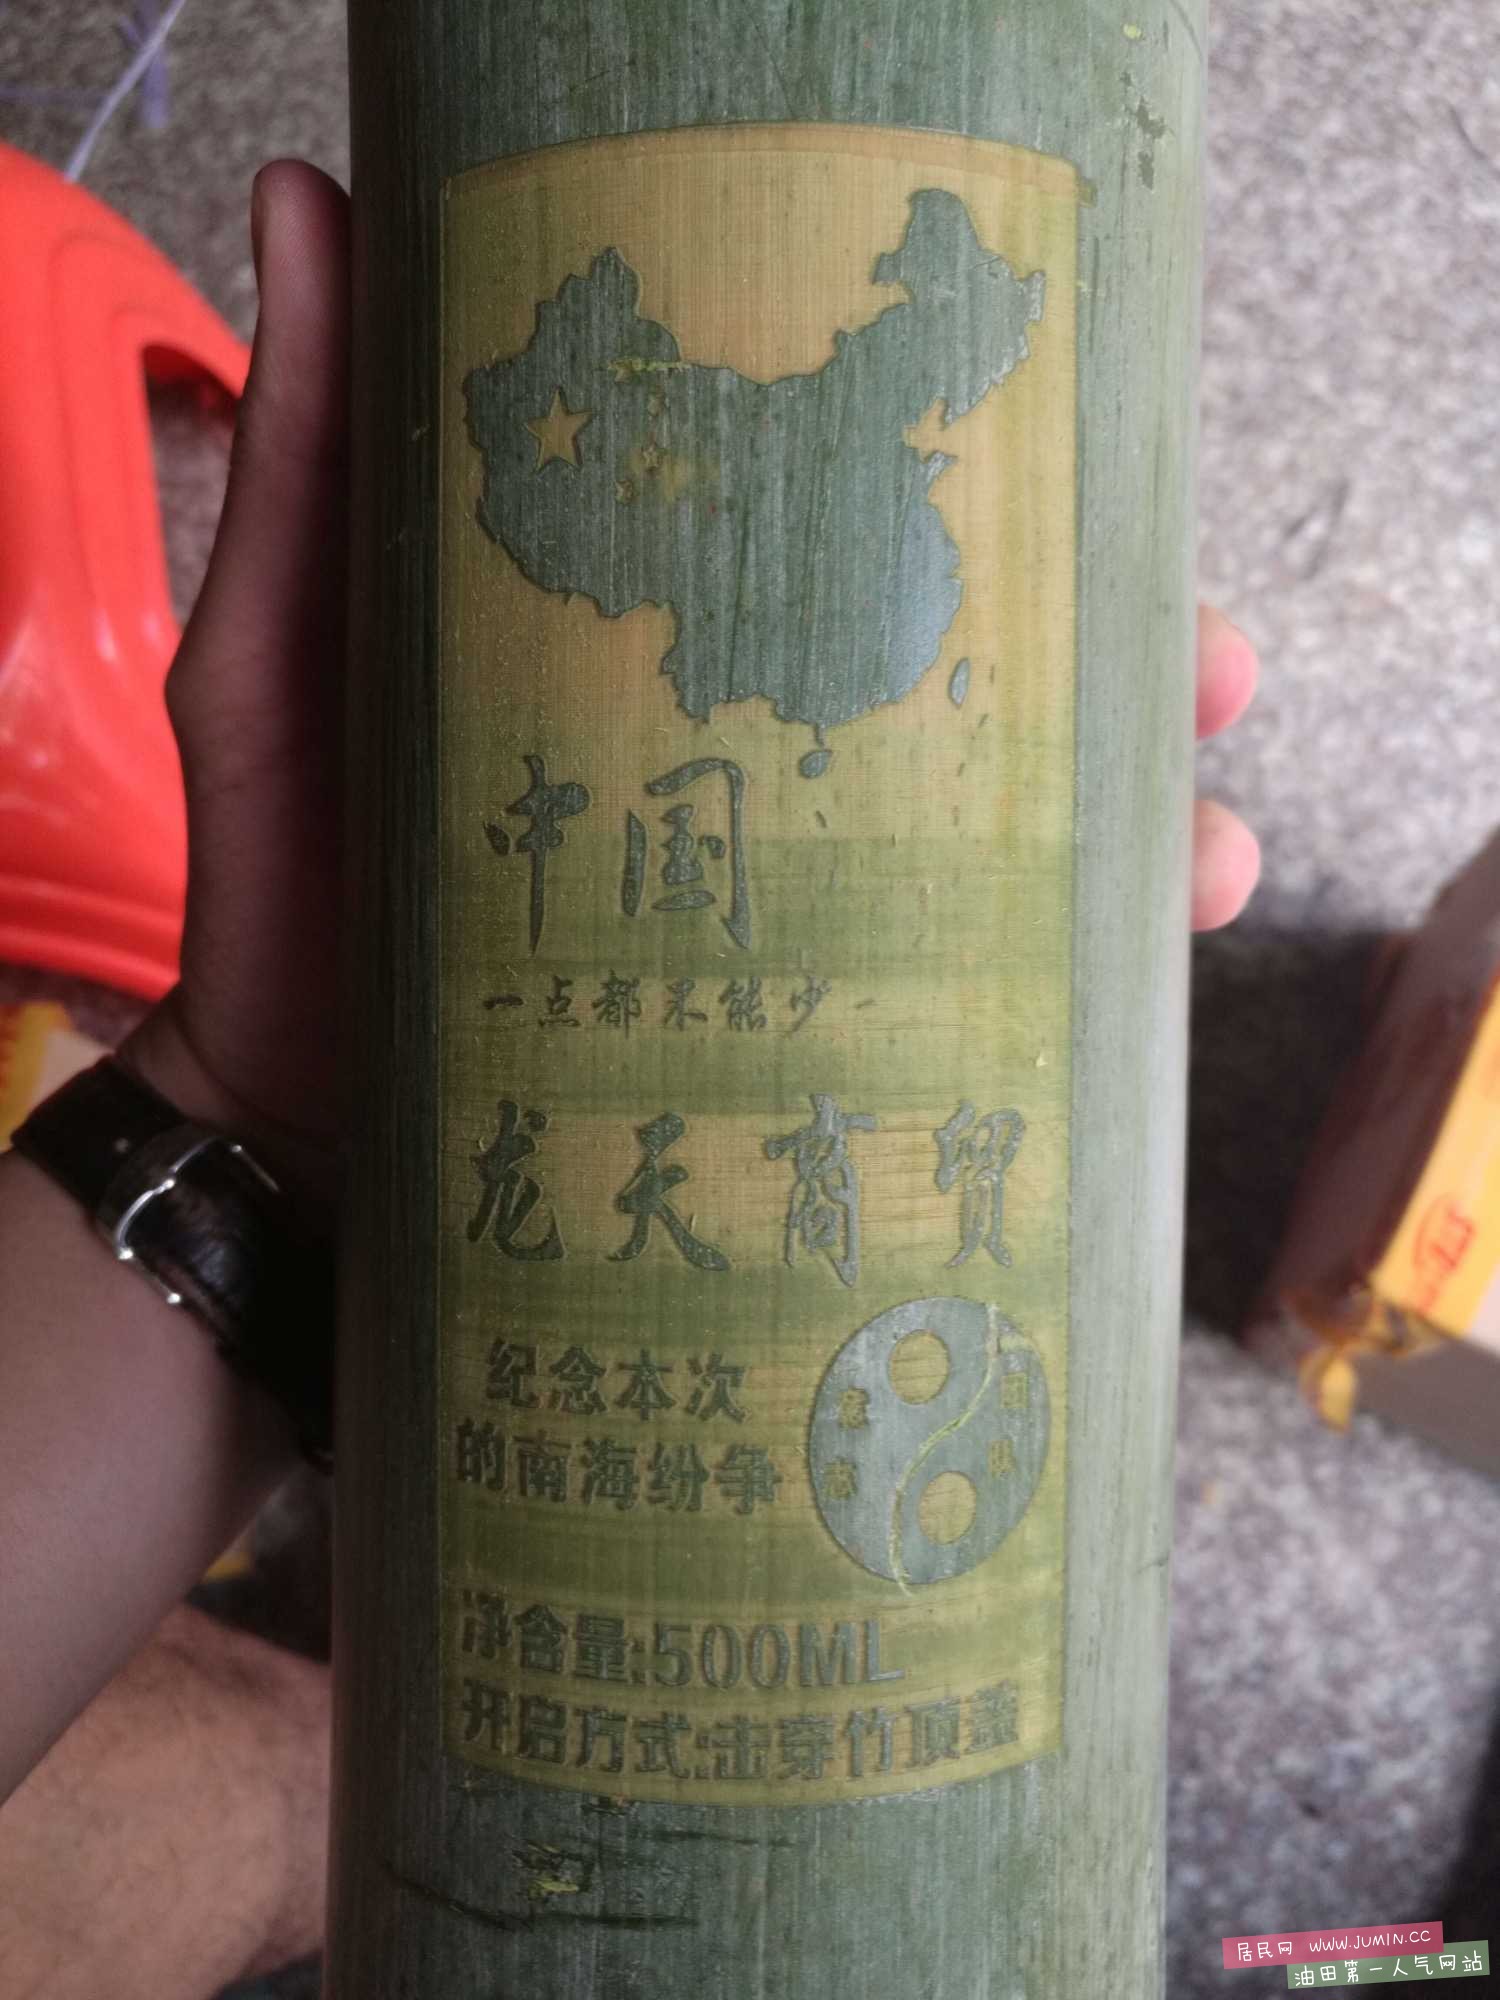 中国
一点都不能少
龙天商贸
纪念本次
的南海纷争
净含量:500ML
开启方式:击芽竹顶盖
居民网 WWW.JUMIN.CC
油田第一人气网站